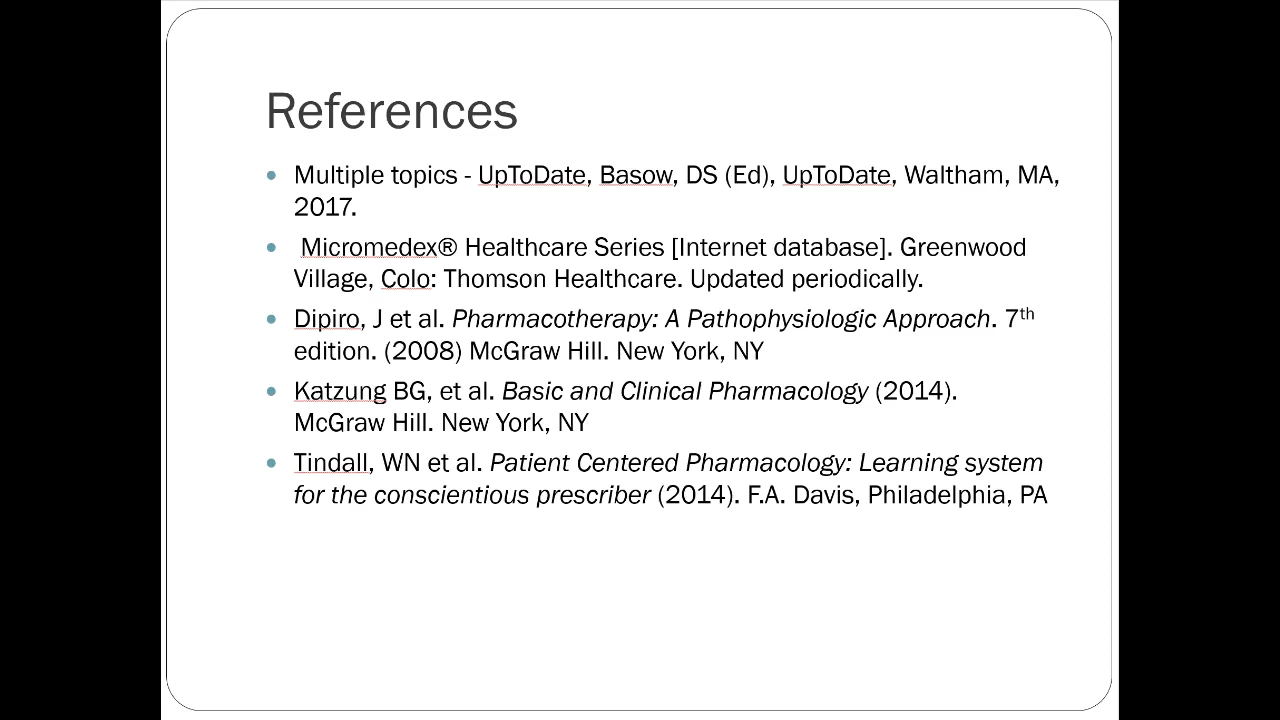 References
• Multiple topics - UpToDate, Basow, DS (Ed), UpToDate, Waltham, MA,
2017.
• Micromedex® Healthcare Series [Internet database]. Greenwood
Village, Colo: Thomson Healthcare. Updated periodically.
• Dipiro, J et al. Pharmacotherapy: A Pathophysiologic Approach. 7th
edition. (2008) McGraw Hill. New York, NY
• Katzung BG, et al. Basic and Clinical Pharmacology (2014).
McGraw Hill. New York, NY
• Tindall, WN et al. Patient Centered Pharmacology: Learning system
for the conscientious prescriber (2014). F.A. Davis, Philadelphia, PA